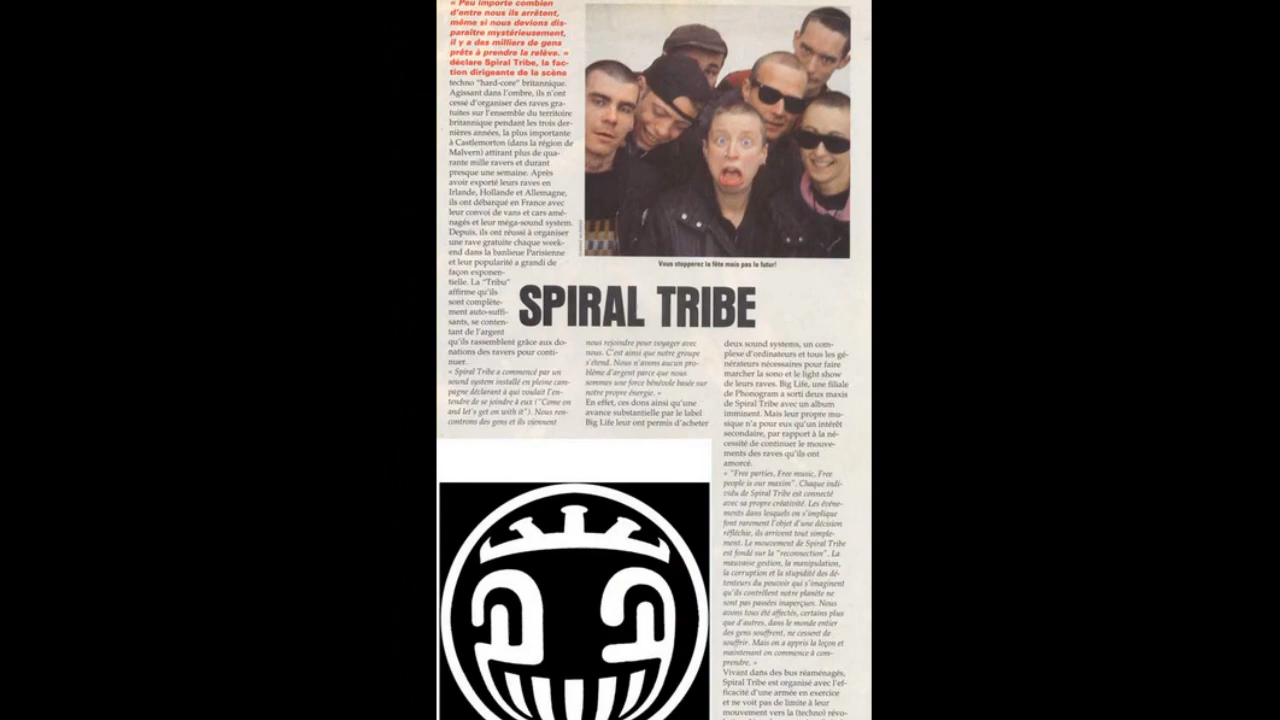 « Peu importe combien
d'entre nous ils arrêtent,
même si nous devions dis-
paraître mystérieusement,
il y a des milliers de gens
prêts à prendre la relève. »
déclare Spiral Tribe, la fac-
tion dirigeante de la scène
techno "hard-core" britannique.
Agissant dans l'ombre, ils n'ont
cessé d'organiser des raves gra-
tuites sur l'ensemble du territoire
britannique pendant les trois der-
nières années, la plus importante
à Castlemorton (dans la région de
Malvern) attirant plus de qua-
rante mille ravers et durant
presque une semaine. Après
avoir exporté leurs raves en
Irlande, Hollande et Allemagne,
ils ont débarqué en France avec
leur convoi de vans et cars amé-
nagés et leur méga-sound system.
Depuis, ils ont réussi à organiser
une rave gratuite chaque week-
end dans la banlieue Parisienne
et leur popularité a grandi de
façon exponen-
tielle. La "Tribu"
affirme qu'ils
sont complète-
ment auto-suffi-
sants, se conten-
tant de l'argent
qu'ils rassemblent grâce aux do-
nations des ravers pour conti-
nuer.
« Spiral Tribe a commencé par un
sound system installé en pleine cam-
pagne déclarant à qui voulait l'en-
tendre de se joindre à eux ("Come on
and let's get on with it"). Nous ren-
controns des gens et ils viennent
Vous stopperez la fête mais pas le futur!
SPIRAL TRIBE
nous rejoindre pour voyager avec
nous. C'est ainsi que notre groupe
s'étend. Nous n'avons aucun pro-
blème d'argent parce que nous
sommes une force bénévole basée sur
notre propre énergie. »
En effet, ces dons ainsi qu'une
avance substantielle par le label
Big Life leur ont permis d'acheter
deux sound systems, un com-
plexe d'ordinateurs et tous les gé-
nérateurs nécessaires pour faire
marcher la sono et le light show
de leurs raves. Big Life, une filiale
de Phonogram a sorti deux maxis
de Spiral Tribe avec un album
imminent. Mais leur propre mu-
sique n'a pour eux qu'un intérêt
secondaire, par rapport à la né-
cessité de continuer le mouve-
ments des raves qu'ils ont
amorcé.
« "Free parties, Free music, Free
people is our maxim". Chaque indi-
vidu de Spiral Tribe est connecté
avec sa propre créativité. Les événe-
ments dans lesquels on s'implique
font rarement l'objet d'une décision
réfléchie, ils arrivent tout simple-
ment. Le mouvement de Spiral Tribe
est fondé sur la "reconnection". La
mauvaise gestion, la manipulation,
la corruption et la stupidité des dé-
tenteurs du pouvoir qui s'imaginent
qu'ils contrôlent notre planète ne
sont pas passées inaperçues. Nous
avons tous été affectés, certains plus
que d'autres, dans le monde entier
des gens souffrent, ne cessent de
souffrir. Mais on a appris la leçon et
maintenant on commence à com-
prendre. »
Vivant dans des bus réaménagés,
Spiral Tribe est organisé avec l'ef-
ficacité d'une armée en exercice
et ne voit pas de limite à leur
mouvement vers la (techno) révo-